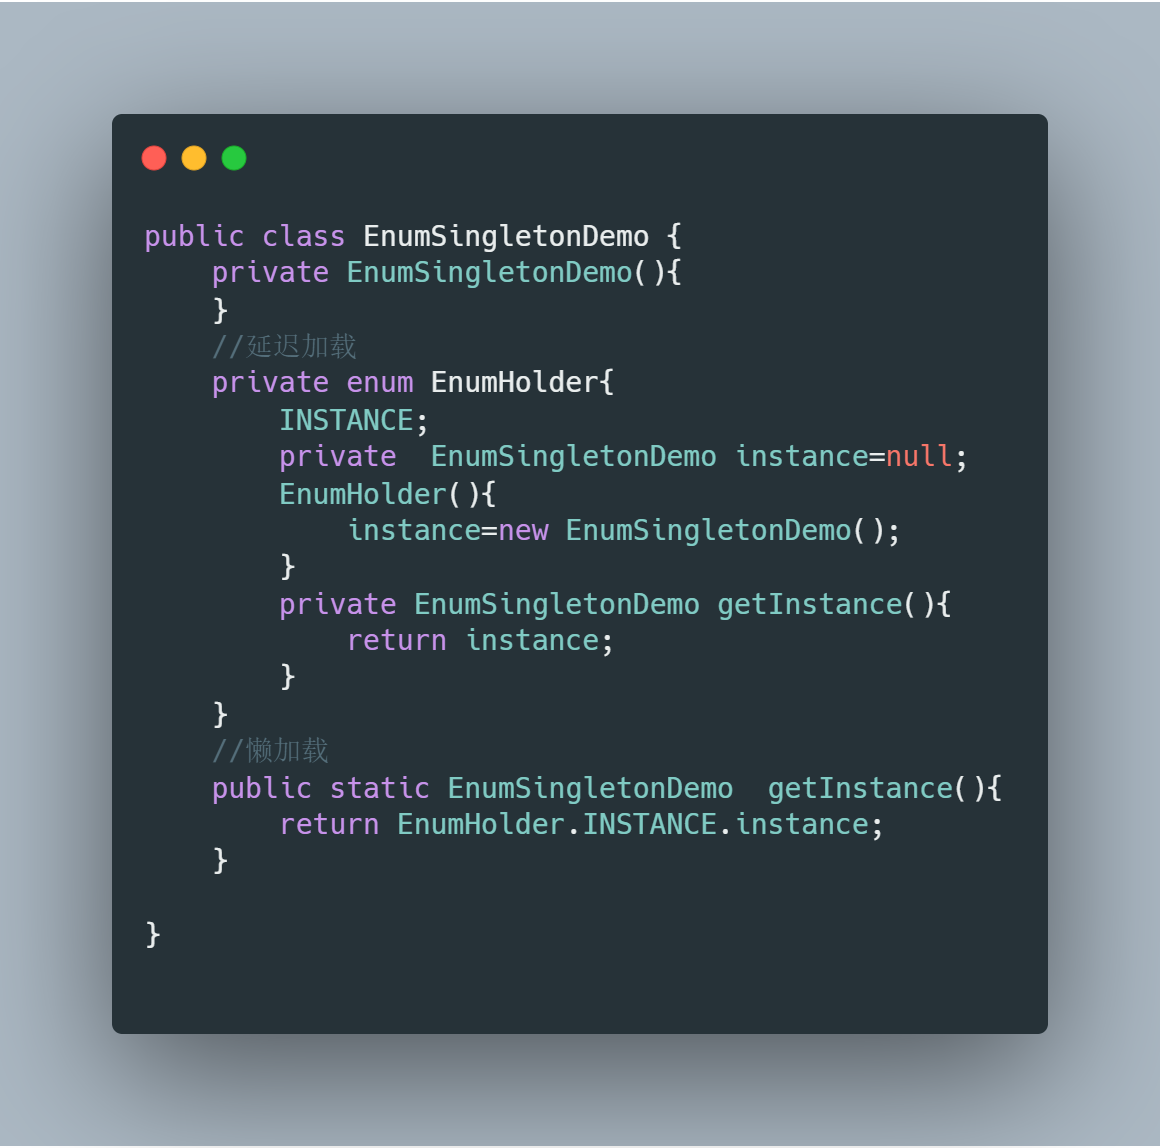 public class EnumSingletonDemo {
    private EnumSingletonDemo(){
    }
    //延迟加载
    private enum EnumHolder{
        INSTANCE;
        private  EnumSingletonDemo instance=null;
        EnumHolder(){
            instance=new EnumSingletonDemo();
        }
        private EnumSingletonDemo getInstance(){
            return instance;
        }
    }
    //懒加载
    public static EnumSingletonDemo  getInstance(){
        return EnumHolder.INSTANCE.instance;
    }
}